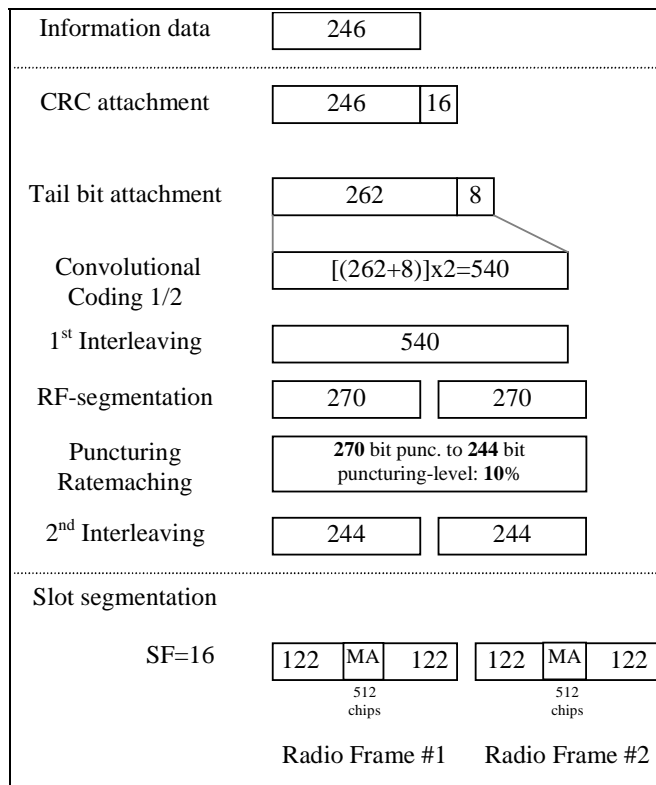 Information data 246
CRC attachment 246 16
Tail bit attachment 262 8
Convolutional
Coding 1/2
[(262+8)]x2=540
1st Interleaving 540
RF-segmentation 270 270
Puncturing
Ratemaching
270 bit punc. to 244 bit
puncturing-level: 10%
2nd Interleaving 244 244
Slot segmentation
SF=16 122 MA 122 122 MA 122
512 512
chips chips
Radio Frame #1 Radio Frame #2